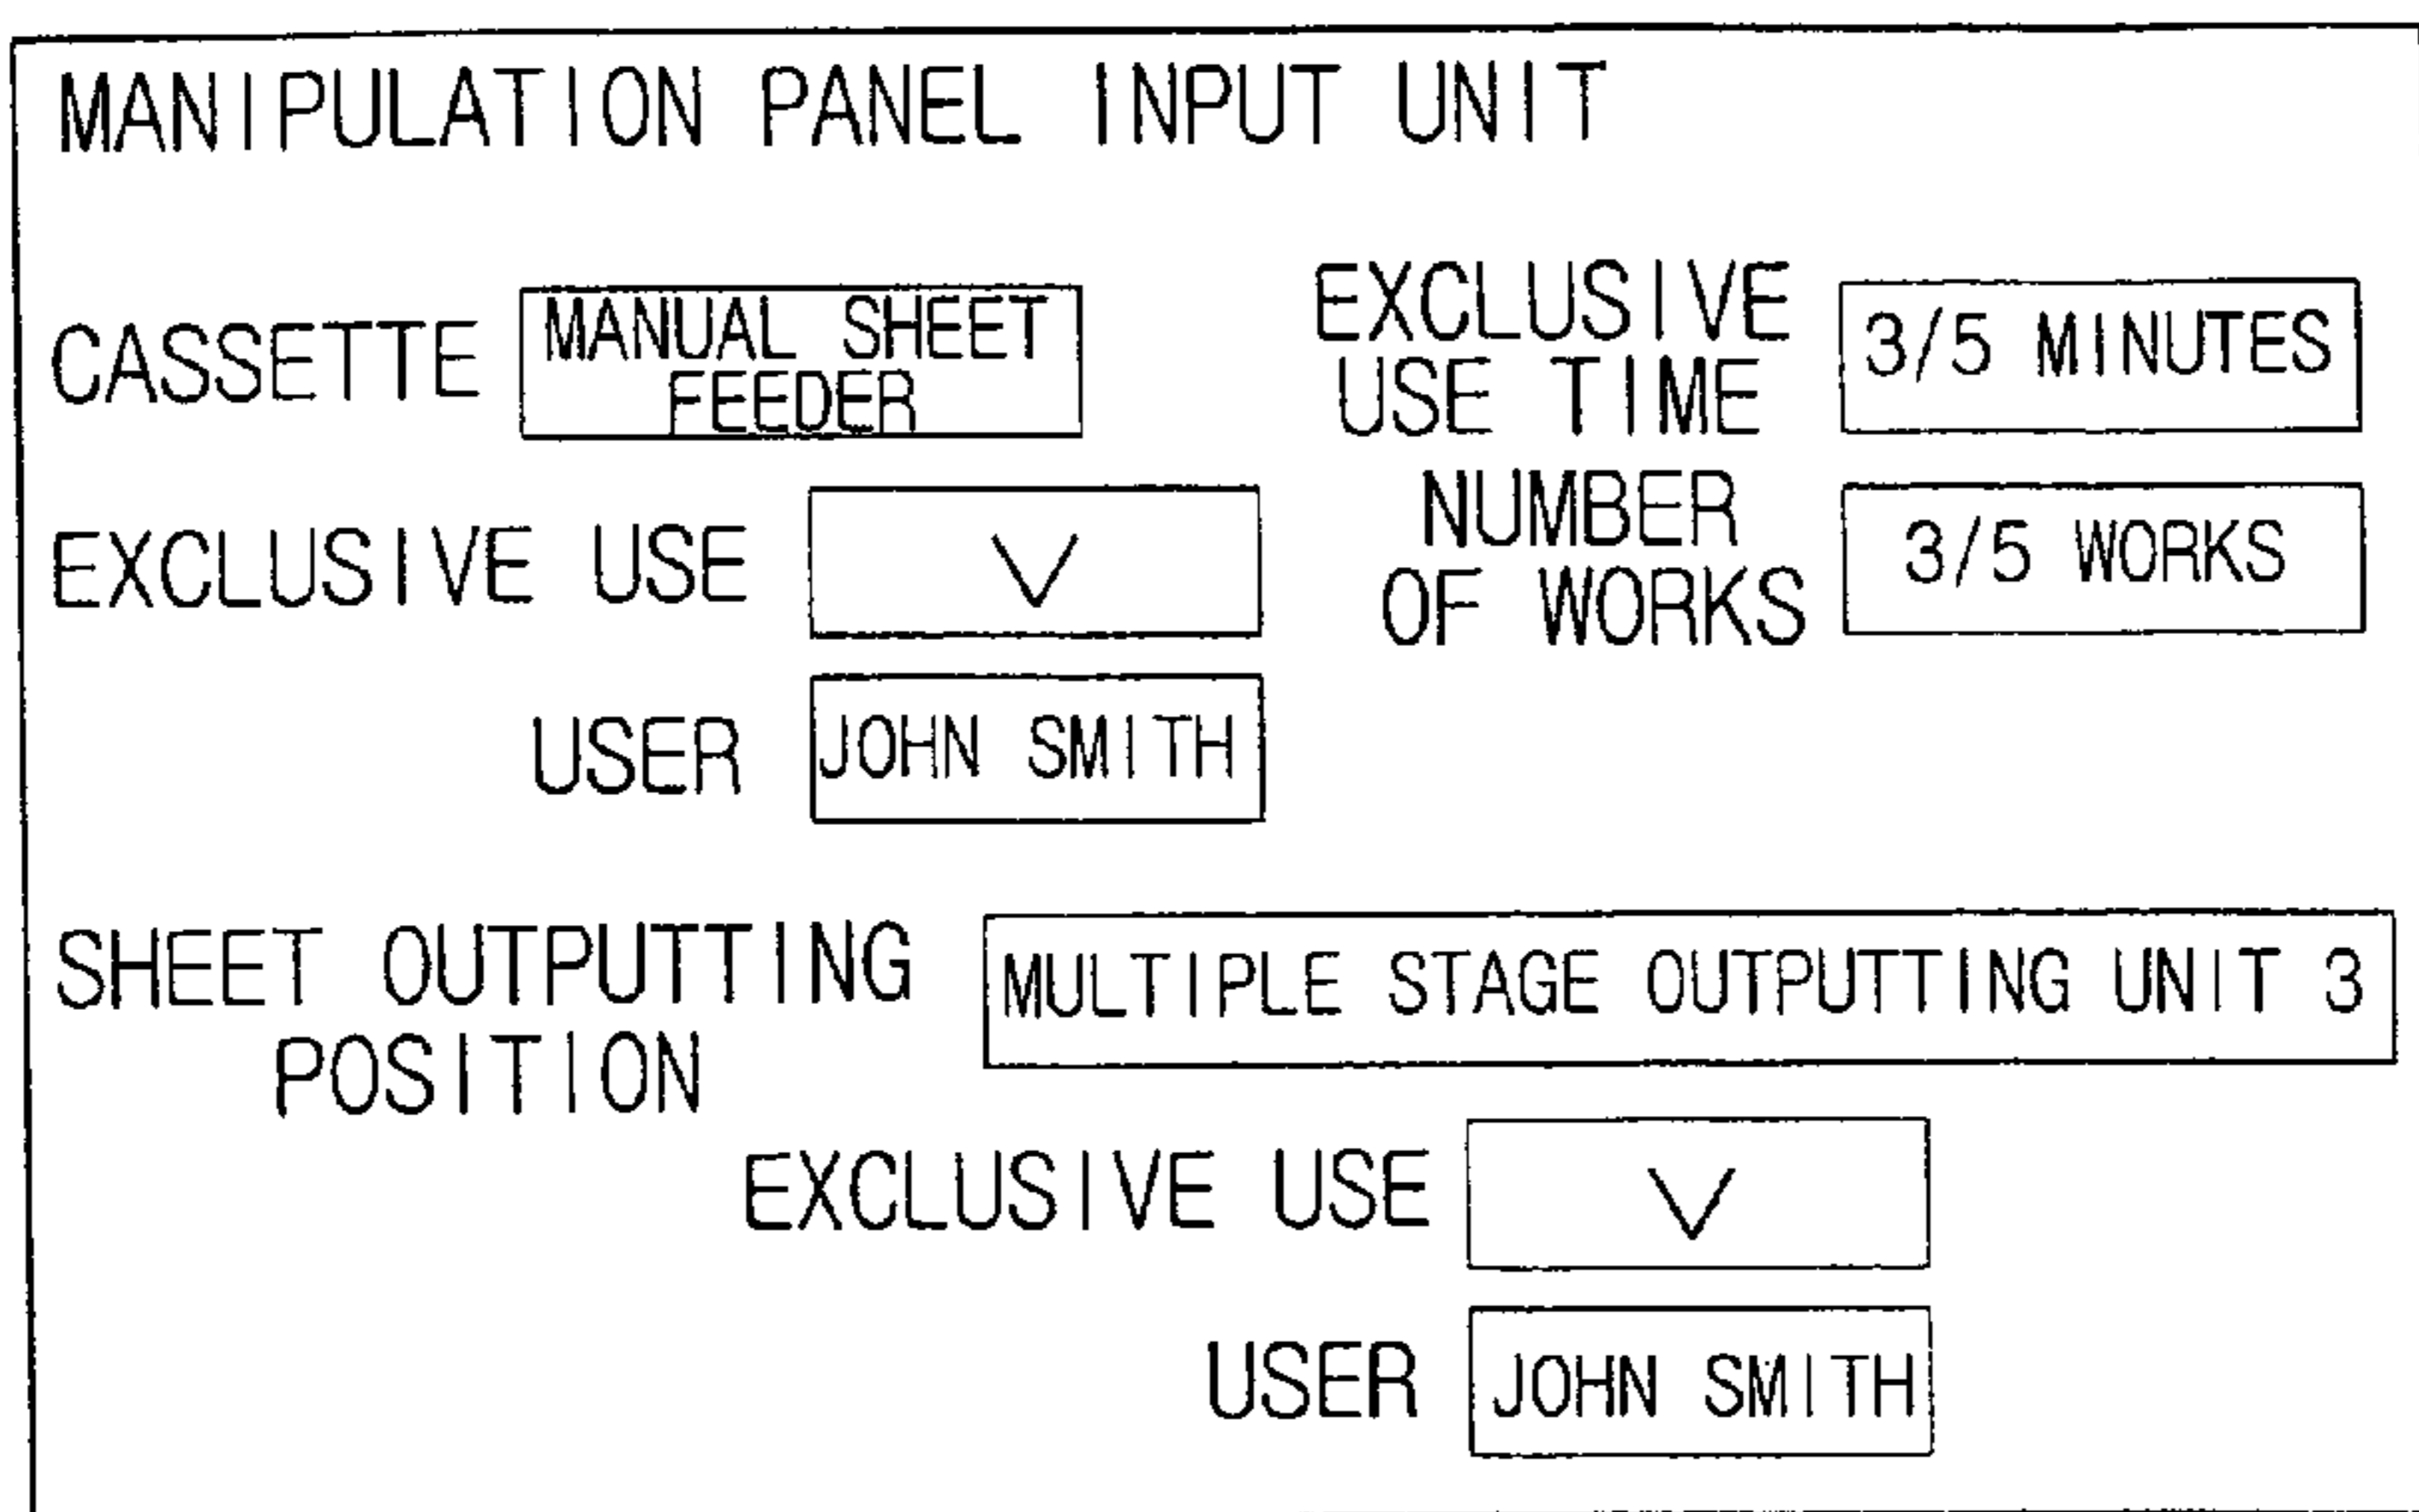 MANIPULATION PANEL INPUT UNIT
CASSETTE
MANUAL SHEET
FEEDER
EXCLUSIVE
USE TIME
3/5 MINUTES
EXCLUSIVE USE
V
NUMBER
OF WORKS
3/5 WORKS
USER
JOHN SMITH
SHEET OUTPUTTING
POSITION
MULTIPLE STAGE OUTPUTTING UNIT 3
EXCLUSIVE USE
V
USER
JOHN SMITH